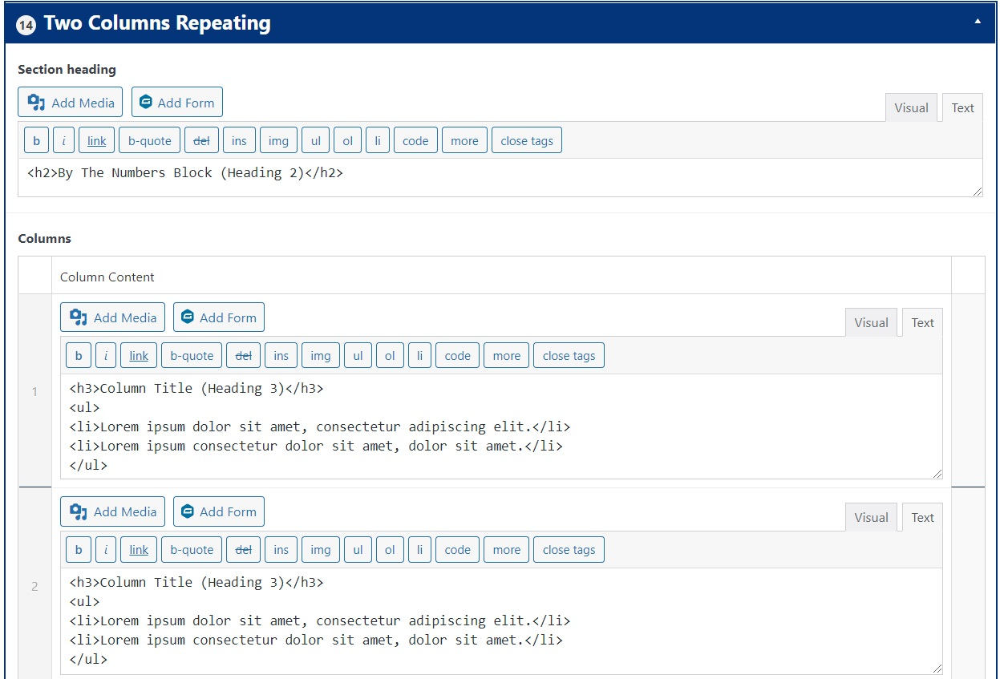 14 Two Columns Repeating
Section heading
Add Media Add Form Visual Text
b i link b-quote del ins img ul ol li code more close tags
<h2>By The Numbers Block (Heading 2)</h2>
Columns
Column Content
Add Media Add Form Visual Text
b i link b-quote del ins img ul ol li code more close tags
<h3>Column Title (Heading 3)</h3>
<ul>
1
<li>Lorem ipsum dolor sit amet, consectetur adipiscing elit.</li>
<li>Lorem ipsum consectetur dolor sit amet, dolor sit amet.</li>
</ul>
Add Media Add Form Visual Text
b i link b-quote del ins img ul ol li code more close tags
<h3>Column Title (Heading 3)</h3>
2
<ul>
<li>Lorem ipsum dolor sit amet, consectetur adipiscing elit.</li>
<li>Lorem ipsum consectetur dolor sit amet, dolor sit amet.</li>
</ul>